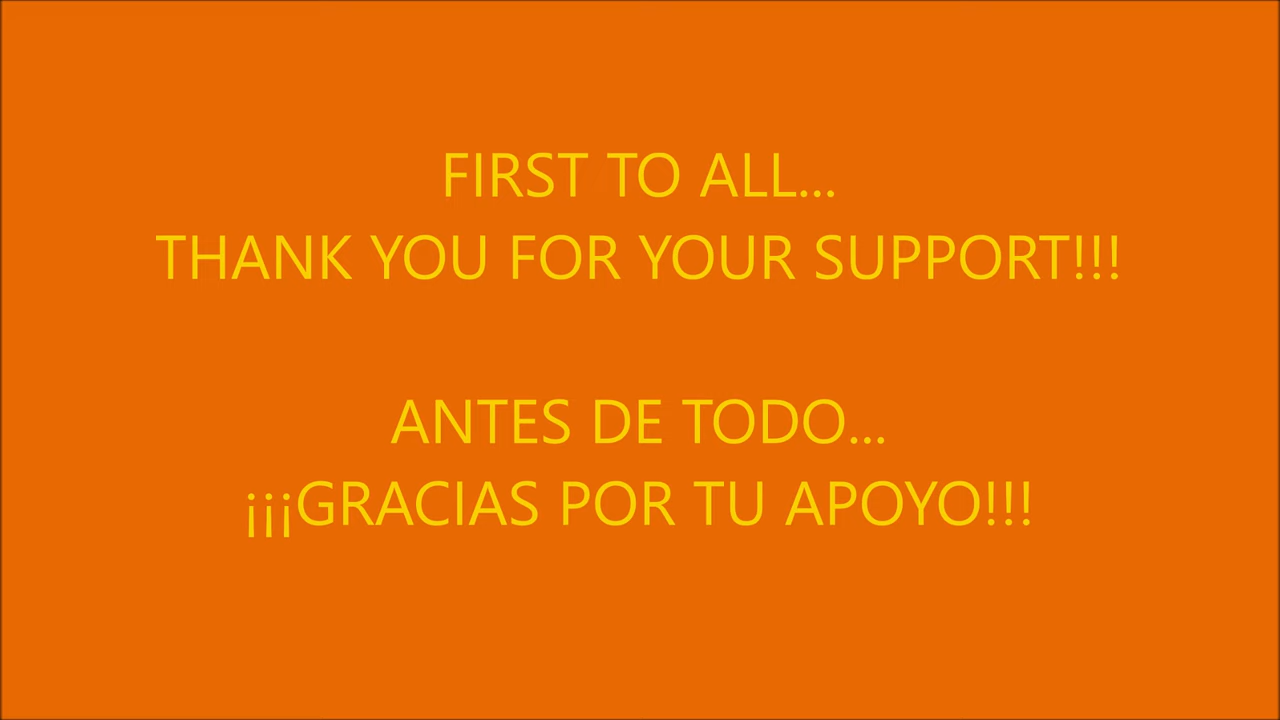 FIRST TO ALL...
THANK YOU FOR YOUR SUPPORT!!!
ANTES DE TODO...
¡¡¡GRACIAS POR TU APOYO!!!